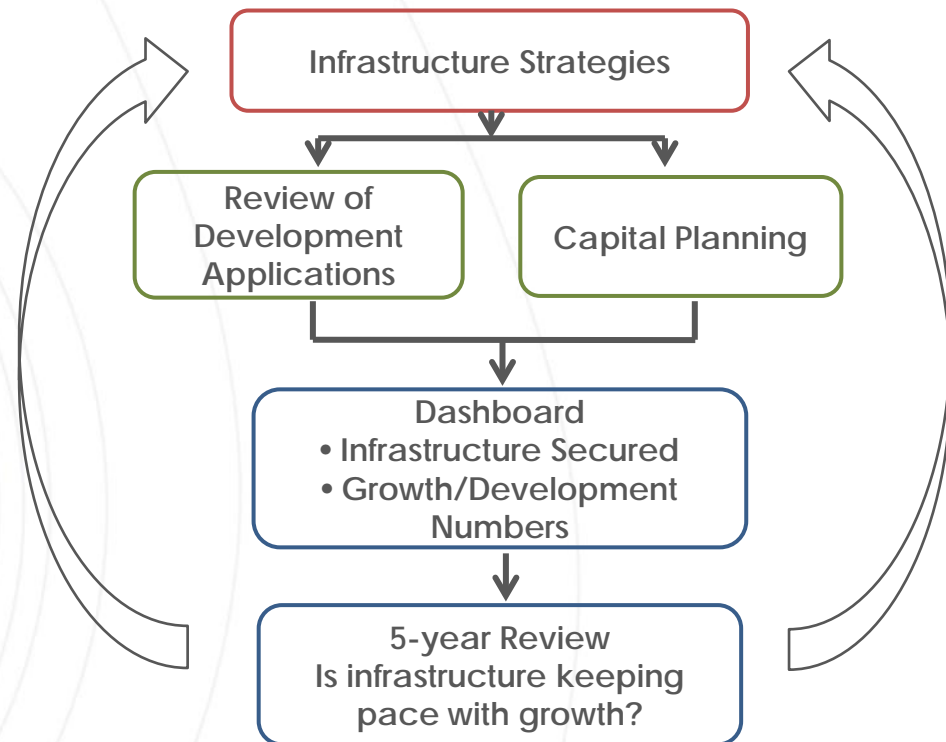 Infrastructure Strategies
Review of
Development
Applications
Capital Planning
Dashboard
• Infrastructure Secured
• Growth/Development
Numbers
5-year Review
Is infrastructure keeping
pace with growth?